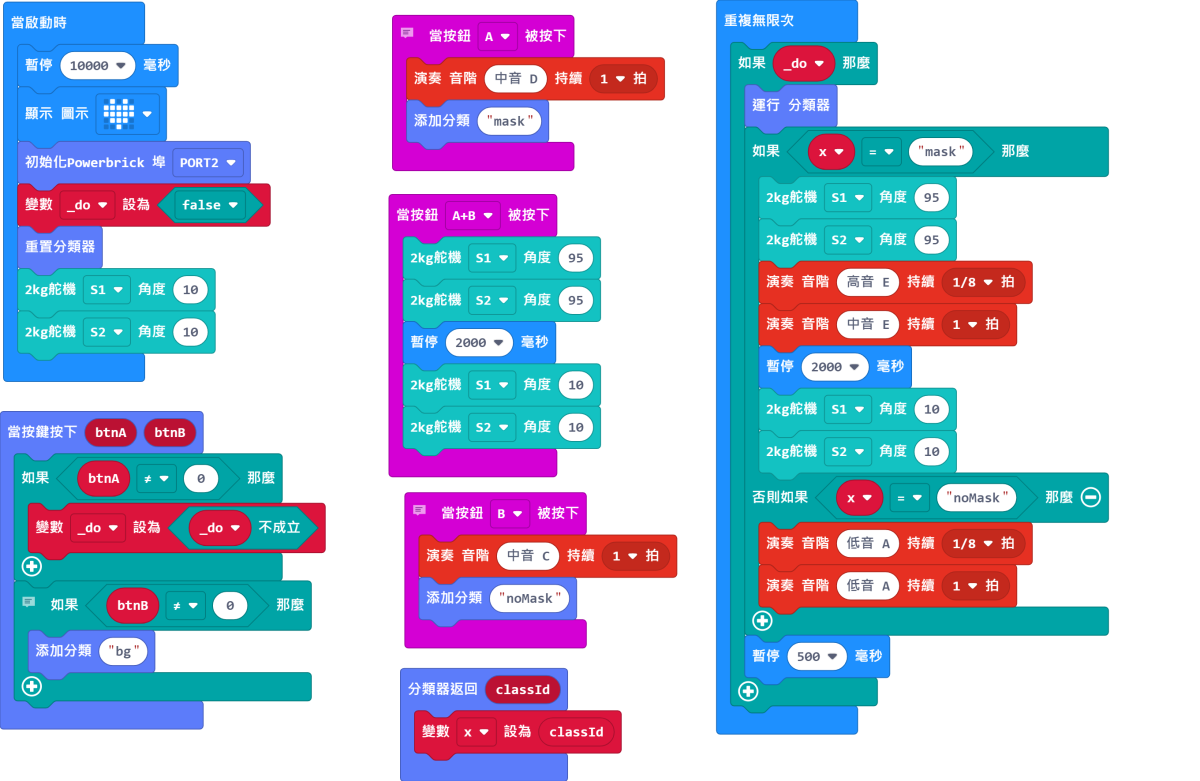 當啟動時
暫停 10000 毫秒
顯示 圖示
初始化Powerbrick 埠 PORT2
變數 _do 設為 false
重置分類器
2kg舵機 S1 角度 10
2kg舵機 S2 角度 10
當按鍵按下 btnA btnB
如果 btnA ≠ 0 那麼
變數 _do 設為 _do 不成立
如果 btnB ≠ 0 那麼
添加分類 "bg"
當按鈕 A 被按下
演奏 音階 中音 D 持續 1 拍
添加分類 "mask"
當按鈕 A+B 被按下
2kg舵機 S1 角度 95
2kg舵機 S2 角度 95
暫停 2000 毫秒
2kg舵機 S1 角度 10
2kg舵機 S2 角度 10
當按鈕 B 被按下
演奏 音階 中音 C 持續 1 拍
添加分類 "noMask"
分類器返回 classId
變數 x 設為 classId
重複無限次
如果 _do 那麼
運行 分類器
如果 x = "mask" 那麼
2kg舵機 S1 角度 95
2kg舵機 S2 角度 95
演奏 音階 高音 E 持續 1/8 拍
演奏 音階 中音 E 持續 1 拍
暫停 2000 毫秒
2kg舵機 S1 角度 10
2kg舵機 S2 角度 10
否則如果 x = "noMask" 那麼
演奏 音階 低音 A 持續 1/8 拍
演奏 音階 低音 A 持續 1 拍
暫停 500 毫秒